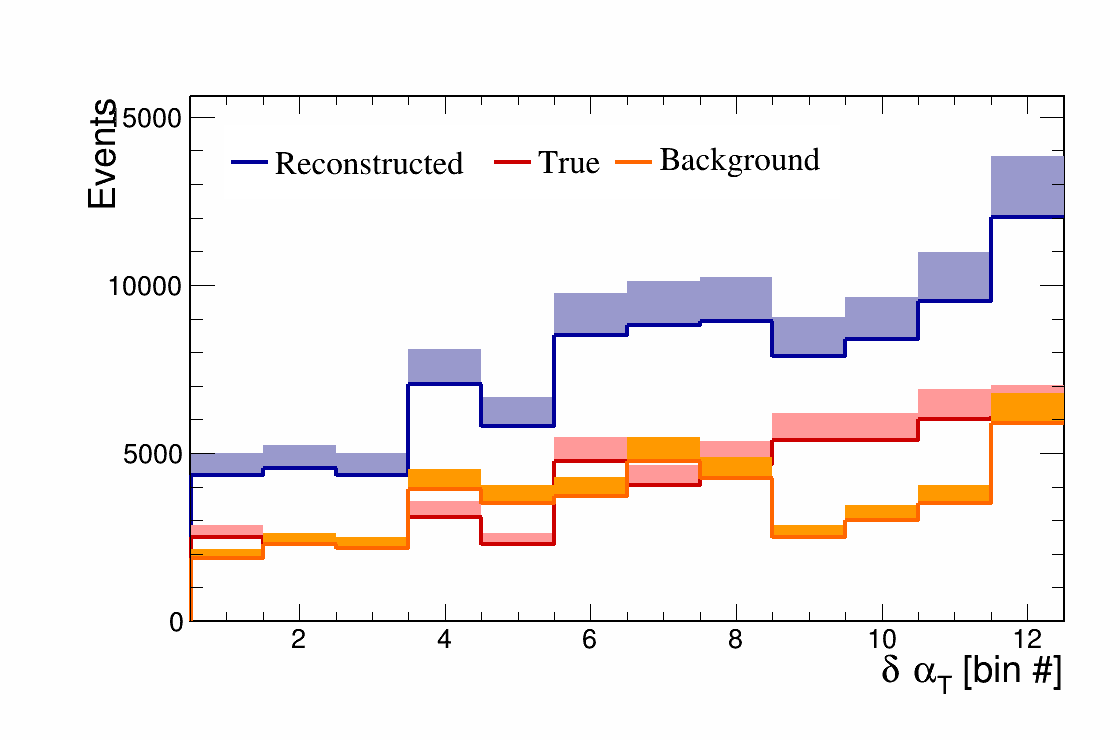 Events
15000
Reconstructed True Background
10000
5000
0
2 4 6 8 10 12
δ α_T [bin #]